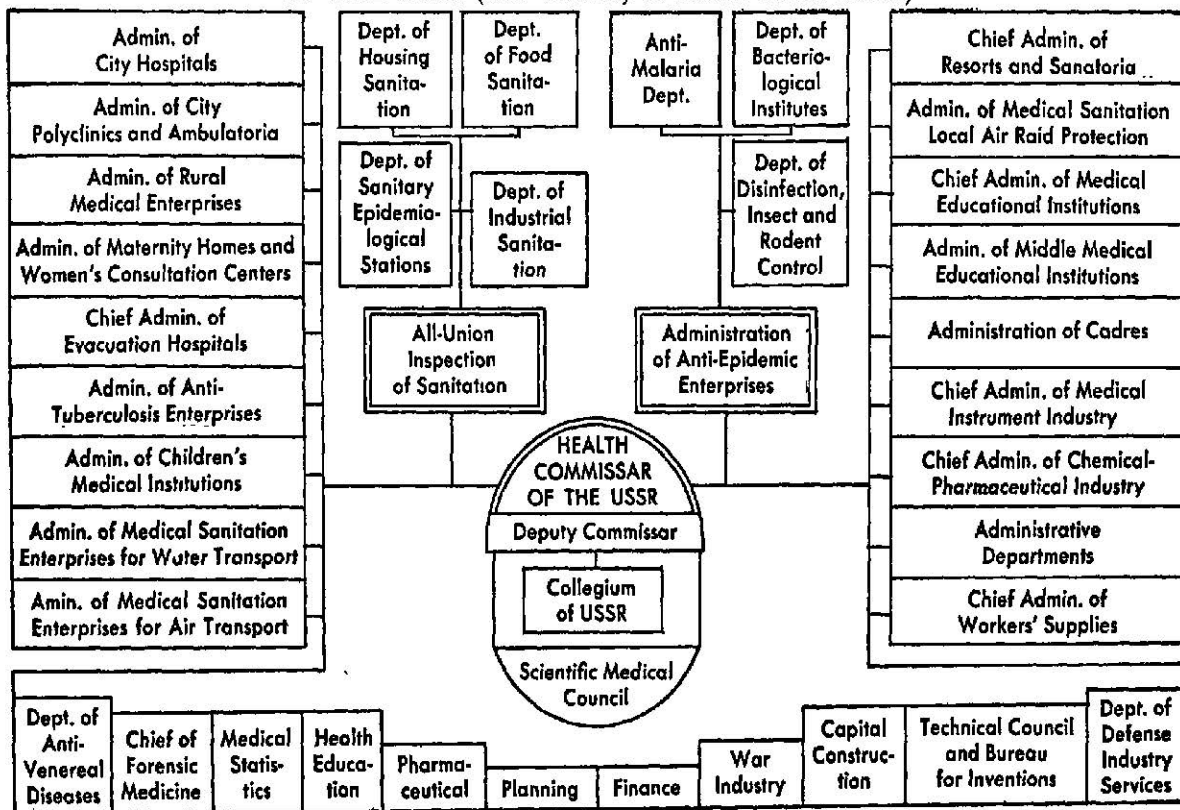 Admin. of
City Hospitals
Admin. of City
Polyclinics and Ambulatoria
Admin. of Rural
Medical Enterprises
Admin. of Maternity Homes and
Women's Consultation Centers
Chief Admin. of
Evacuation Hospitals
Admin. of Anti-
Tuberculosis Enterprises
Admin. of Children's
Medical Institutions
Admin. of Medical Sanitation
Enterprises for Water Transport
Amin. of Medical Sanitation
Enterprises for Air Transport
Dept. of
Housing
Sanita-
tion
Dept.
of Food
Sanita-
tion
Dept. of
Sanitary
Epidemio-
logical
Stations
Dept. of
Industrial
Sanita-
tion
All-Union
Inspection
of Sanitation
Anti-
Malaria
Dept.
Dept. of
Bacterio-
logical
Institutes
Dept. of
Disinfection,
Insect and
Rodent
Control
Administration
of Anti-Epidemic
Enterprises
HEALTH
COMMISSAR
OF THE USSR
Deputy Commissar
Collegium
of USSR
Scientific Medical
Council
Chief Admin. of
Resorts and Sanatoria
Admin. of Medical Sanitation
Local Air Raid Protection
Chief Admin. of Medical
Educational Institutions
Admin. of Middle Medical
Educational Institutions
Administration of Cadres
Chief Admin. of Medical
Instrument Industry
Chief Admin. of Chemical-
Pharmaceutical Industry
Administrative
Departments
Chief Admin. of
Workers' Supplies
Dept. of
Anti-
Venereal
Diseases
Chief of
Forensic
Medicine
Medical
Statis-
tics
Health
Educa-
tion
Pharma-
ceutical
Planning
Finance
War
Industry
Capital
Construc-
tion
Technical Council
and Bureau
for Inventions
Dept. of
Defense
Industry
Services